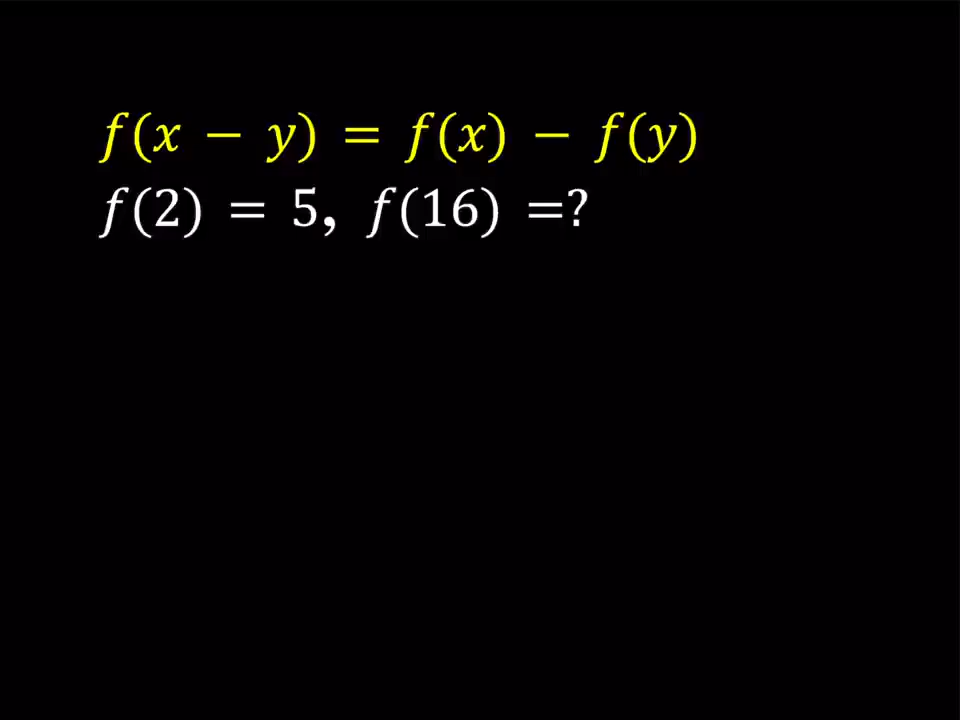 f(x − y) = f(x) − f(y)
f(2) = 5, f(16) =?